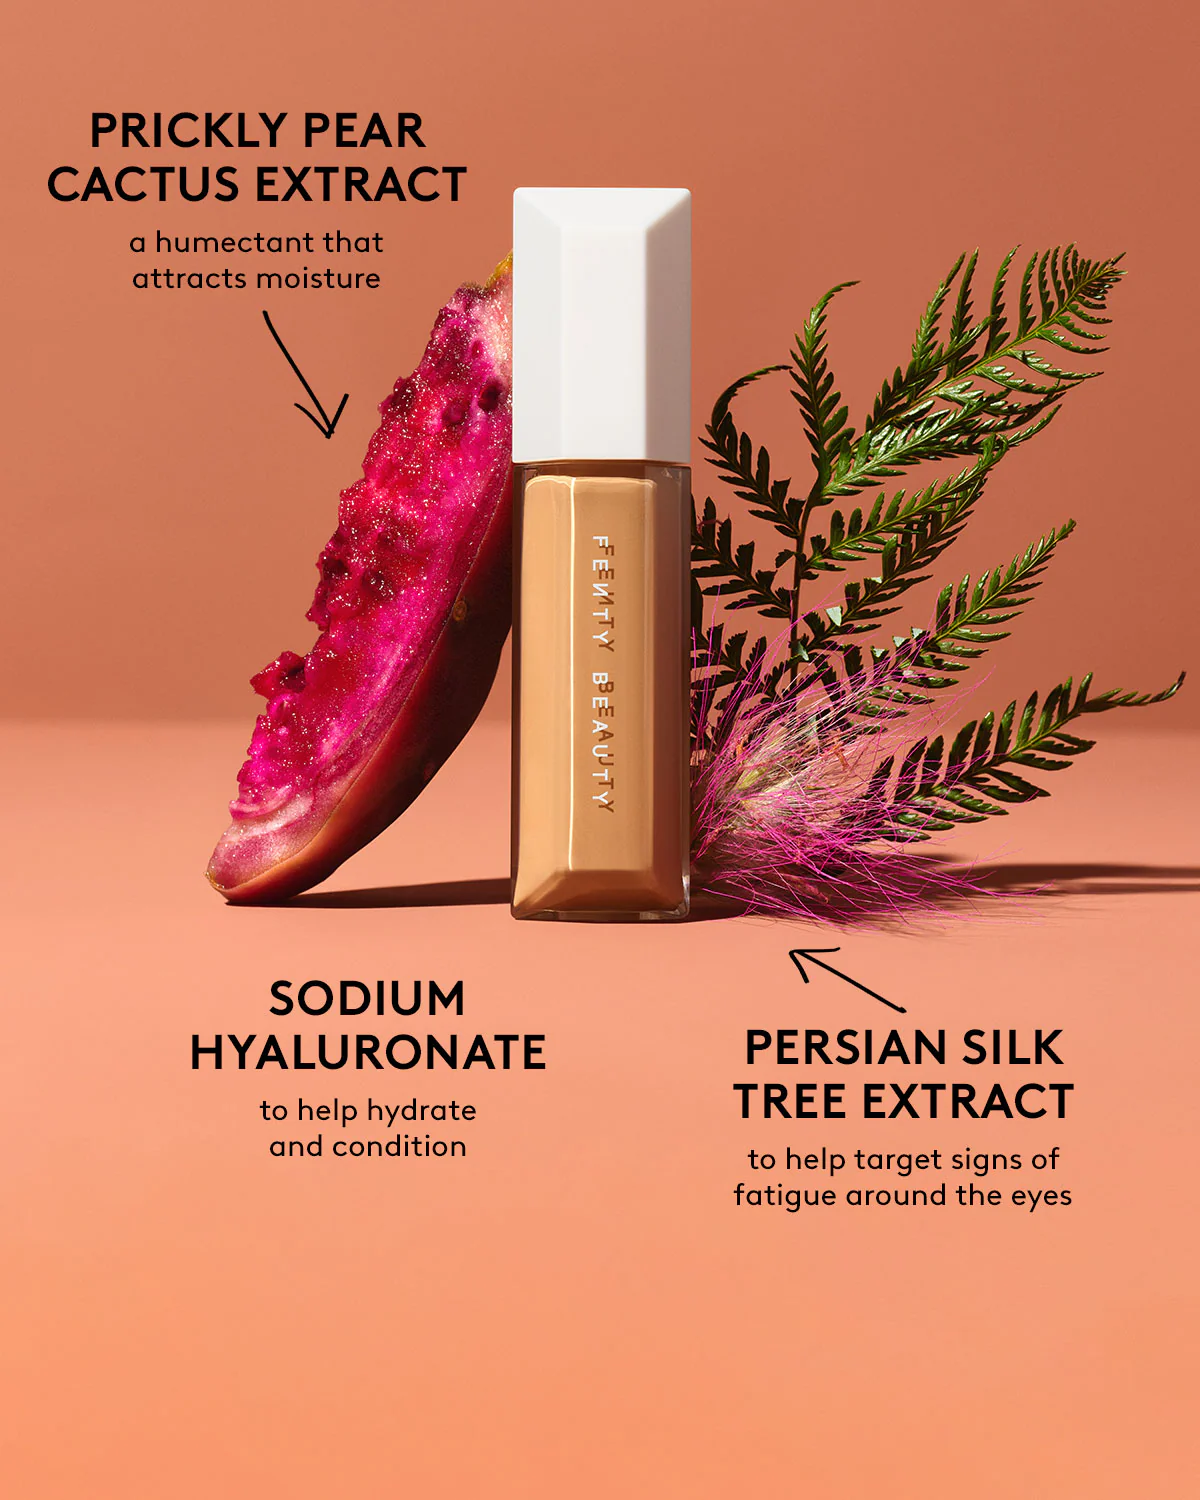 PRICKLY PEAR
CACTUS EXTRACT
a humectant that
attracts moisture
FENTY BEAUTY
SODIUM
HYALURONATE
to help hydrate
and condition
PERSIAN SILK
TREE EXTRACT
to help target signs of
fatigue around the eyes